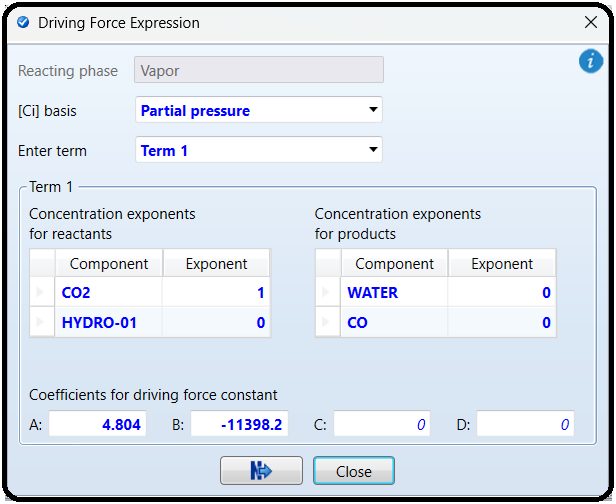 Driving Force Expression
Reacting phase Vapor
[Ci] basis Partial pressure
Enter term Term 1
Term 1
Concentration exponents for reactants
Component Exponent
CO2 1
HYDRO-01 0
Concentration exponents for products
Component Exponent
WATER 0
CO 0
Coefficients for driving force constant
A: 4.804 B: -11398.2 C: 0 D: 0
N Close